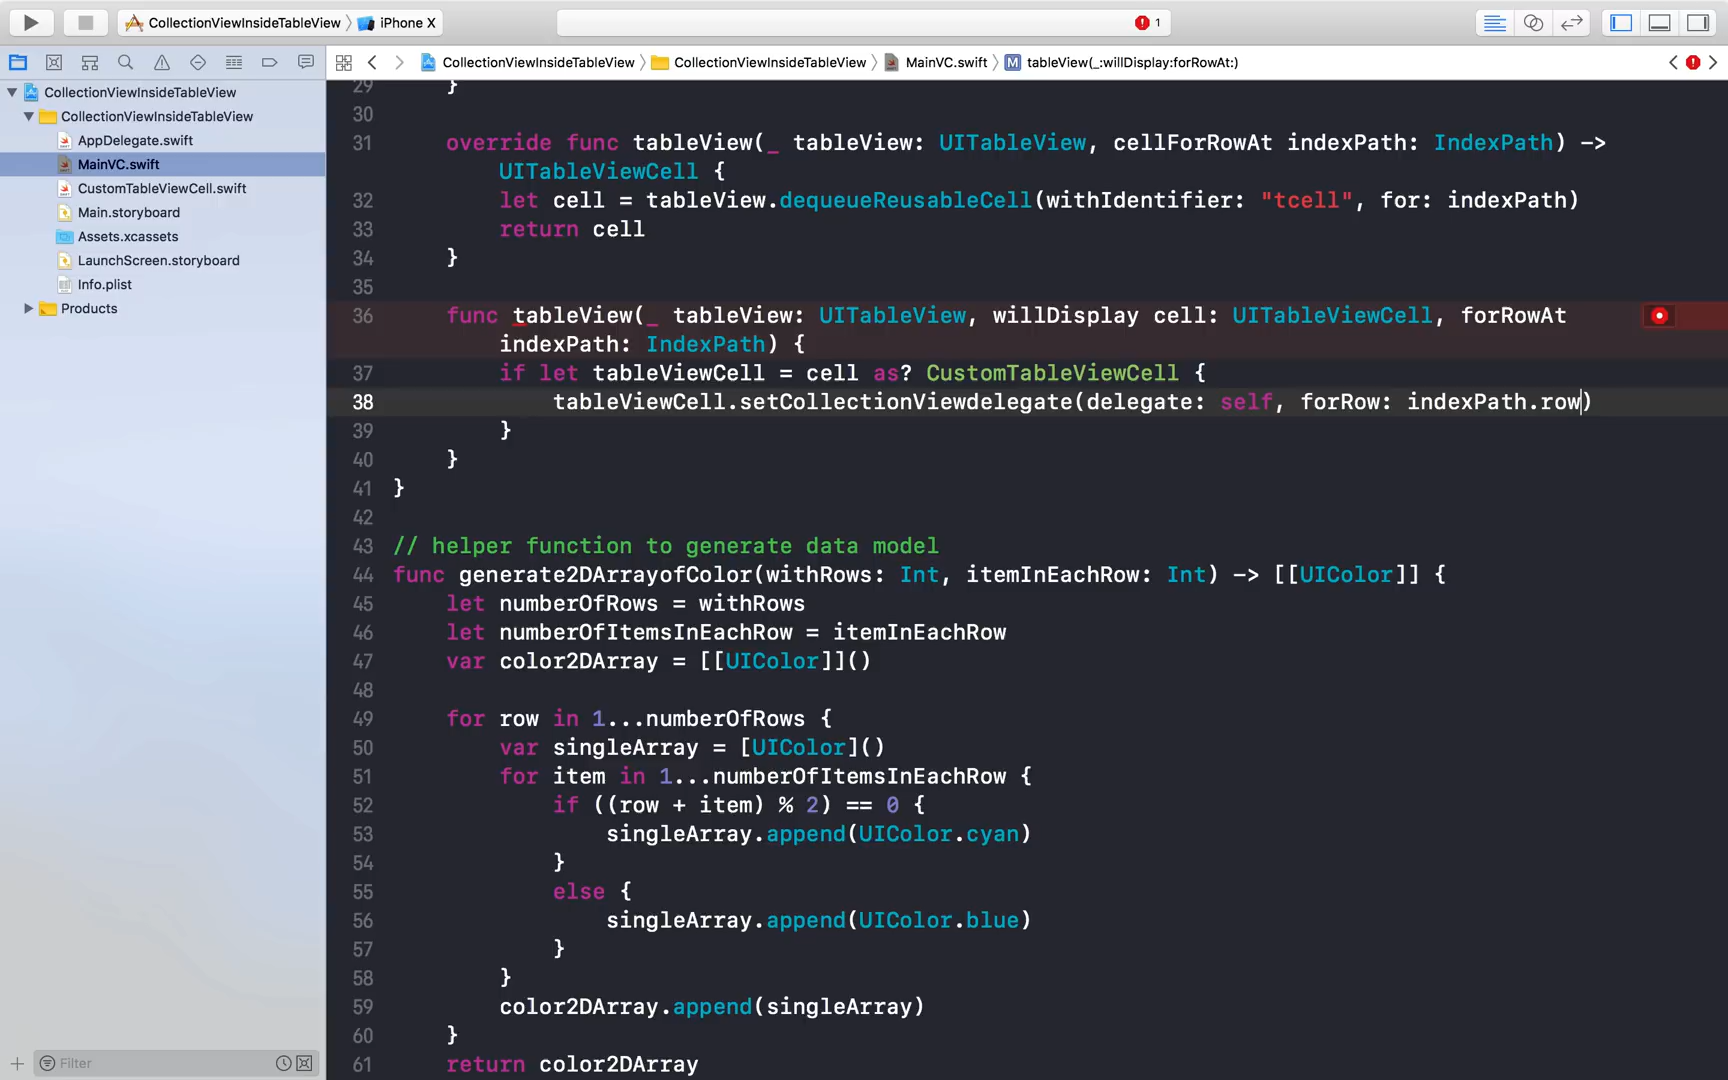 CollectionViewInsideTableView iPhone X
1
CollectionViewInsideTableView CollectionViewInsideTableView MainVC.swift M tableView(_:willDisplay:forRowAt:)
CollectionViewInsideTableView
CollectionViewInsideTableView
AppDelegate.swift
MainVC.swift
CustomTableViewCell.swift
Main.storyboard
Assets.xcassets
LaunchScreen.storyboard
Info.plist
Products
Filter
29 }
30
31 override func tableView(_ tableView: UITableView, cellForRowAt indexPath: IndexPath) ->
UITableViewCell {
32 let cell = tableView.dequeueReusableCell(withIdentifier: "tcell", for: indexPath)
33 return cell
34 }
35
36 func tableView(_ tableView: UITableView, willDisplay cell: UITableViewCell, forRowAt
indexPath: IndexPath) {
37 if let tableViewCell = cell as? CustomTableViewCell {
38 tableViewCell.setCollectionViewdelegate(delegate: self, forRow: indexPath.row)
39 }
40 }
41 }
42
43 // helper function to generate data model
44 func generate2DArrayofColor(withRows: Int, itemInEachRow: Int) -> [[UIColor]] {
45 let numberOfRows = withRows
46 let numberOfItemsInEachRow = itemInEachRow
47 var color2DArray = [[UIColor]]()
48
49 for row in 1...numberOfRows {
50 var singleArray = [UIColor]()
51 for item in 1...numberOfItemsInEachRow {
52 if ((row + item) % 2) == 0 {
53 singleArray.append(UIColor.cyan)
54 }
55 else {
56 singleArray.append(UIColor.blue)
57 }
58 }
59 color2DArray.append(singleArray)
60 }
61 return color2DArray